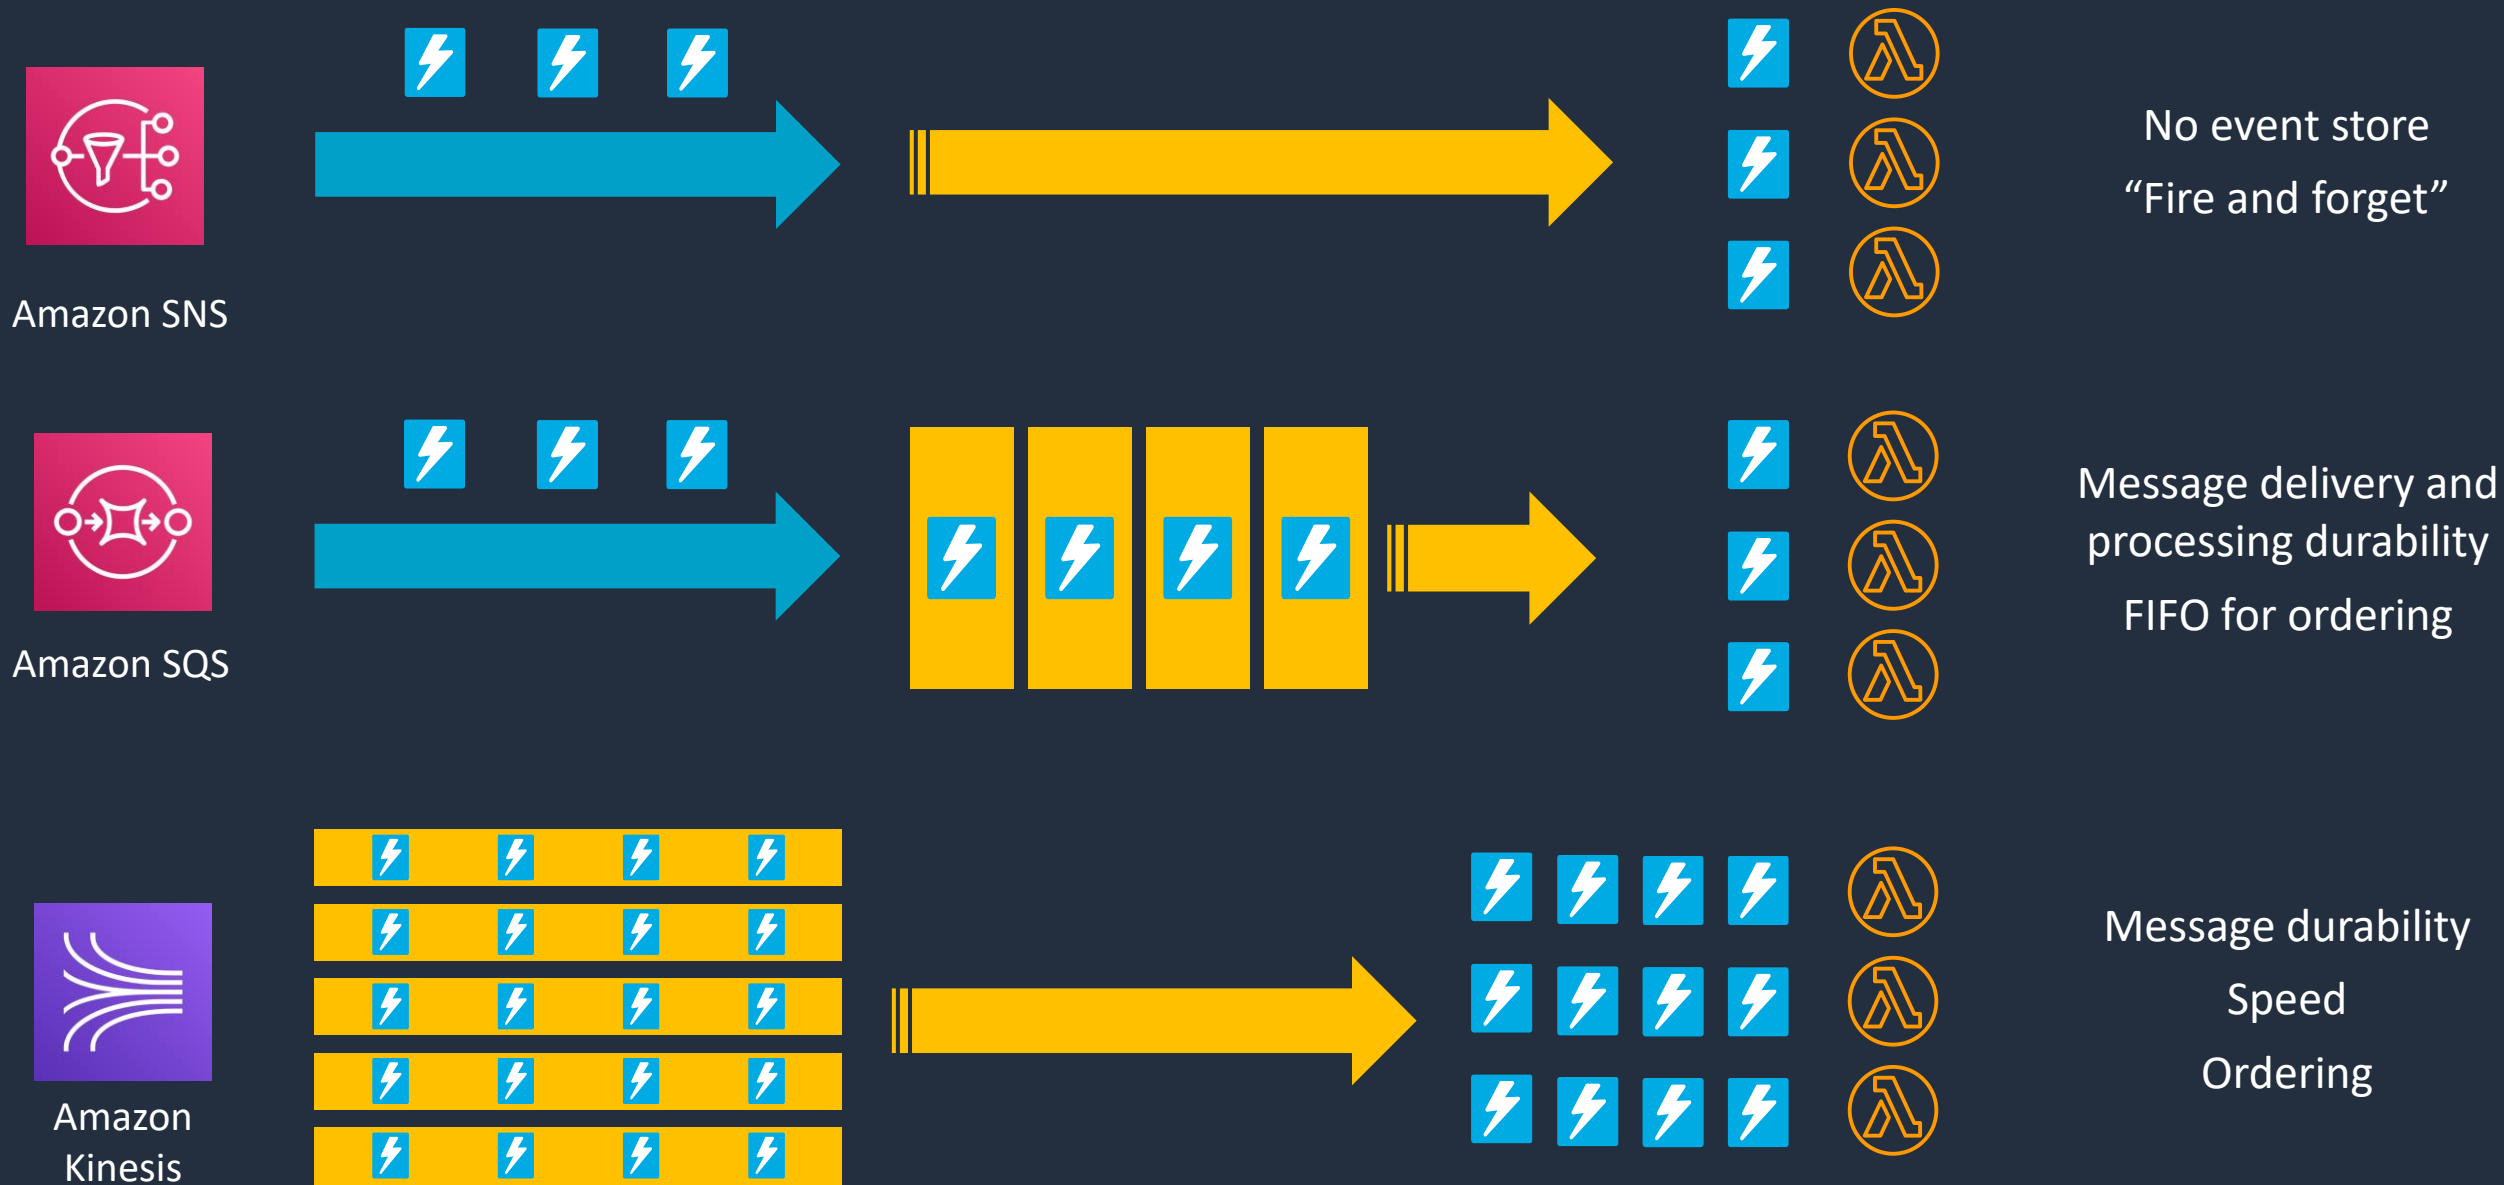 Amazon SNS
No event store
“Fire and forget”
Amazon SQS
Message delivery and
processing durability
FIFO for ordering
Amazon
Kinesis
Message durability
Speed
Ordering